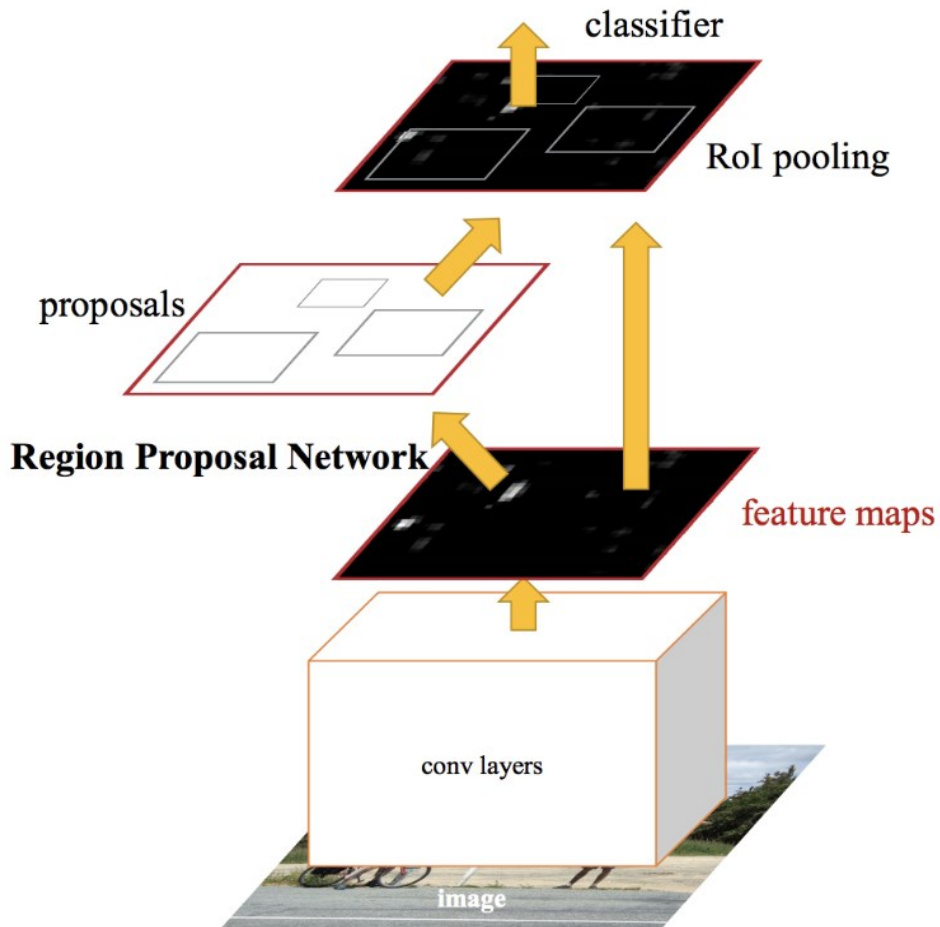 classifier
RoI pooling
proposals
Region Proposal Network
feature maps
conv layers
image